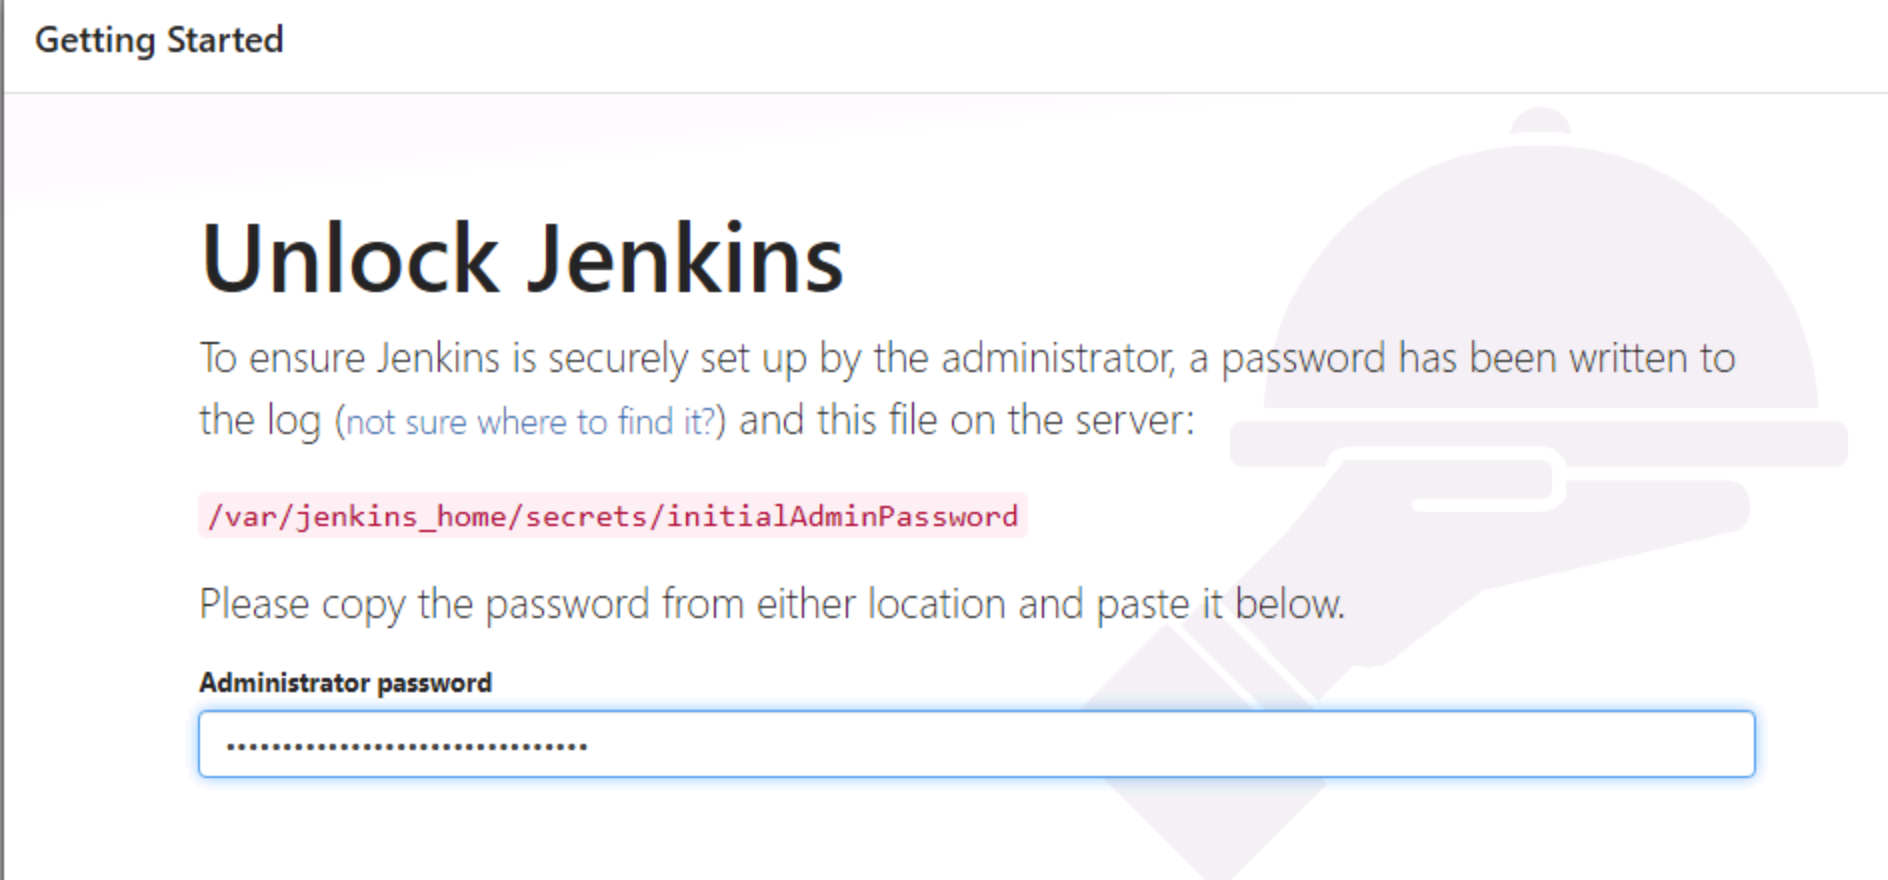 Getting Started
Unlock Jenkins
To ensure Jenkins is securely set up by the administrator, a password has been written to
the log (not sure where to find it?) and this file on the server:
/var/jenkins_home/secrets/initialAdminPassword
Please copy the password from either location and paste it below.
Administrator password
••••••••••••••••••••••••••••••••